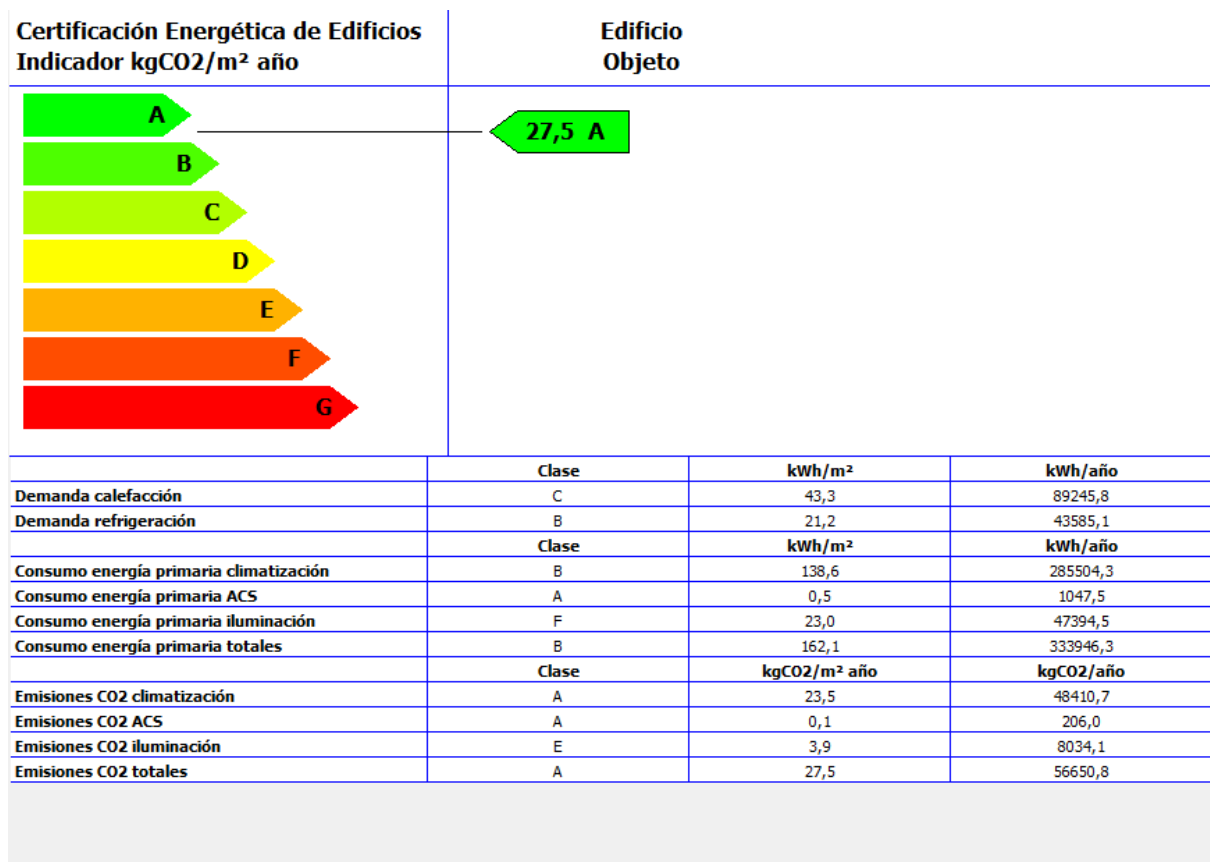 Certificación Energética de Edificios
Indicador kgCO2/m² año
Edificio
Objeto
A
27,5 A
B
C
D
E
F
G
Clase kWh/m² kWh/año
Demanda calefacción C 43,3 89245,8
Demanda refrigeración B 21,2 43585,1
Clase kWh/m² kWh/año
Consumo energía primaria climatización B 138,6 285504,3
Consumo energía primaria ACS A 0,5 1047,5
Consumo energía primaria iluminación F 23,0 47394,5
Consumo energía primaria totales B 162,1 333946,3
Clase kgCO2/m² año kgCO2/año
Emisiones CO2 climatización A 23,5 48410,7
Emisiones CO2 ACS A 0,1 206,0
Emisiones CO2 iluminación E 3,9 8034,1
Emisiones CO2 totales A 27,5 56650,8